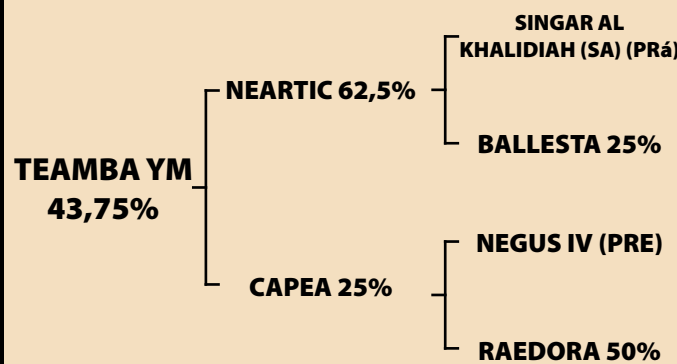 TEAMBA YM
43,75%
NEARTIC 62,5%
SINGAR AL
KHALIDIAH (SA) (PRá)
BALLESTA 25%
CAPEA 25%
NEGUS IV (PRE)
RAEDORA 50%